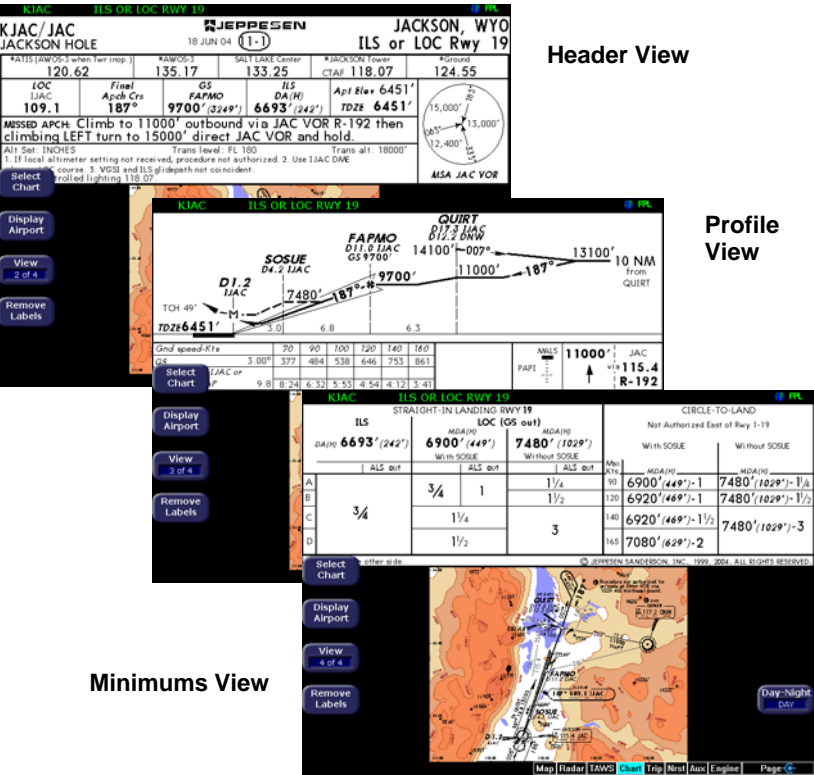 KJAC ILS OR LOC RWY 19 FPL
KJAC/JAC
JACKSON HOLE
JEPPESEN
18 JUN 04 11-1
JACKSON, WYO
ILS or LOC Rwy 19
*ATIS (AWOS-3 when Twr inop.) *AWOS-3 SALT LAKE Center *JACKSON Tower *Ground
120.62 135.17 133.25 CTAF 118.07 124.55
LOC Final GS ILS Apt Elev 6451'
IJAC Apch Crs FAPMO DA(H)
109.1 187° 9700' (3249') 6693' (242') TDZE 6451'
MISSED APCH: Climb to 11000' outbound via JAC VOR R-192 then
climbing LEFT turn to 15000' direct JAC VOR and hold.
Alt Set: INCHES Trans level: FL 180 Trans alt: 18000'
1. If local altimeter setting not received, procedure not authorized. 2. Use IJAC DME
course. 3. VGSI and ILS glidepath not coincident.
trolled lighting 118.07.
15,000'
13,000'
12,400'
MSA JAC VOR
Select
Chart
Display
Airport
View
2 of 4
Remove
Labels
Header View
KJAC ILS OR LOC RWY 19 FPL
QUIRT
D17.3 IJAC
D12.2 DNW
FAPMO
D11.0 IJAC
GS 9700'
SOSUE
D4.2 IJAC
D1.2
IJAC
14100' 007° 13100' 10 NM
from
QUIRT
9700' 11000' 187°
7480' 187°
M
TCH 49'
TDZE 6451'
3.0 6.8 6.3
Gnd speed-Kts 70 90 100 120 140 160
GS 3.00° 377 484 538 646 753 861
IJAC or
9.8 8:24 6:32 5:53 4:54 4:12 3:41
MALS
PAPI
11000' JAC
via 115.4
R-192
Select
Chart
Display
Airport
View
3 of 4
Remove
Labels
Profile
View
KJAC ILS OR LOC RWY 19 FPL
STRAIGHT-IN LANDING RWY 19 CIRCLE-TO-LAND
ILS LOC (GS out) Not Authorized East of Rwy 1-19
MDA(H) MDA(H)
DA(H) 6693' (242') 6900' (449') 7480' (1029')
With SOSUE Without SOSUE
With SOSUE Without SOSUE
ALS out ALS out ALS out
Max
Kts MDA(H) MDA(H)
A 3/4 3/4 1 1 1/4 90 6900' (449')-1 7480' (1029')-1 1/4
B 1 1/2 120 6920' (469')-1 7480' (1029')-1 1/2
C 1 1/4 3 140 6920' (469')-1 1/2 7480' (1029')-3
D 1 1/2 165 7080' (629')-2
other side. © JEPPESEN SANDERSON, INC., 1999, 2004. ALL RIGHTS RESERVED.
Select
Chart
Display
Airport
View
4 of 4
Remove
Labels
QUIRT
187°
117.2 DNW
FAPMO
SOSUE
D1.2
115.4 JAC
Day-Night
DAY
Map Radar TAWS Chart Trip Nrst Aux Engine Page
Minimums View